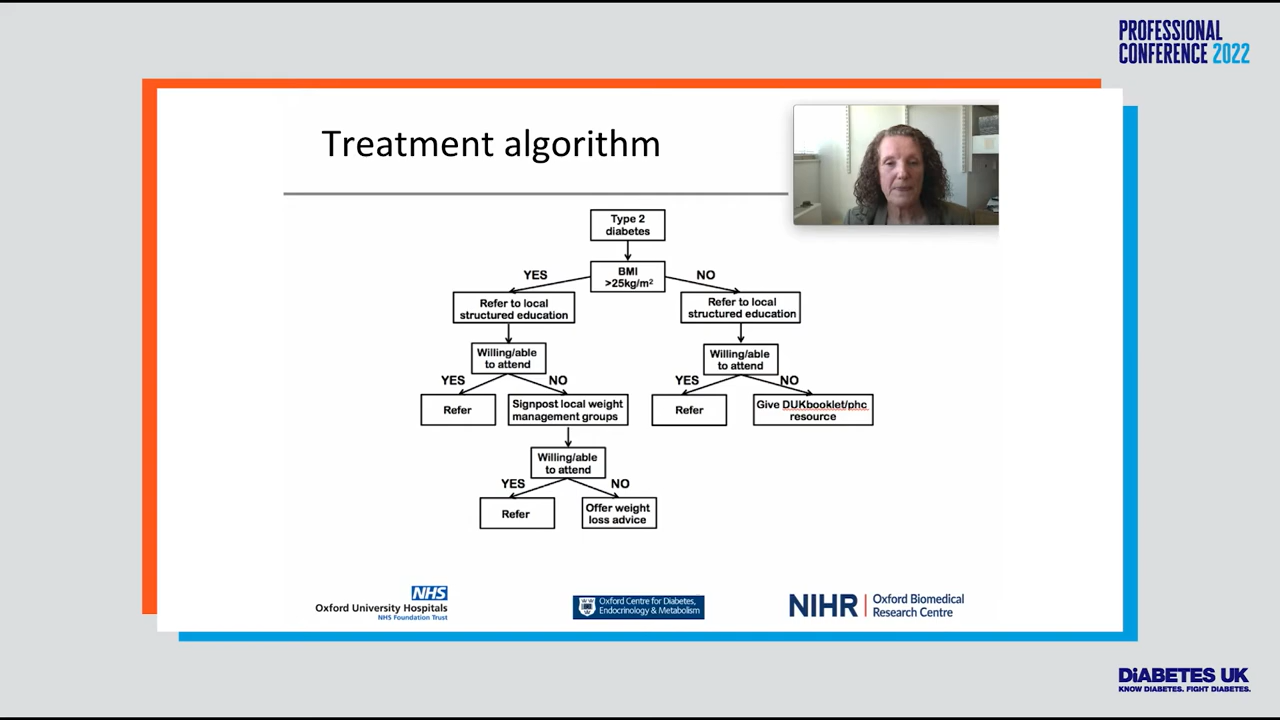 PROFESSIONAL
CONFERENCE 2022
Treatment algorithm
Type 2
diabetes
BMI
>25kg/m²
YES
NO
Refer to local
structured education
Refer to local
structured education
Willing/able
to attend
Willing/able
to attend
YES
NO
YES
NO
Refer
Signpost local weight
management groups
Refer
Give DUKbooklet/phc
resource
Willing/able
to attend
YES
NO
Refer
Offer weight
loss advice
NHS
Oxford University Hospitals
NHS Foundation Trust
Oxford Centre for Diabetes,
Endocrinology & Metabolism
NIHR
Oxford Biomedical
Research Centre
DiABETES UK
KNOW DIABETES. FIGHT DIABETES.